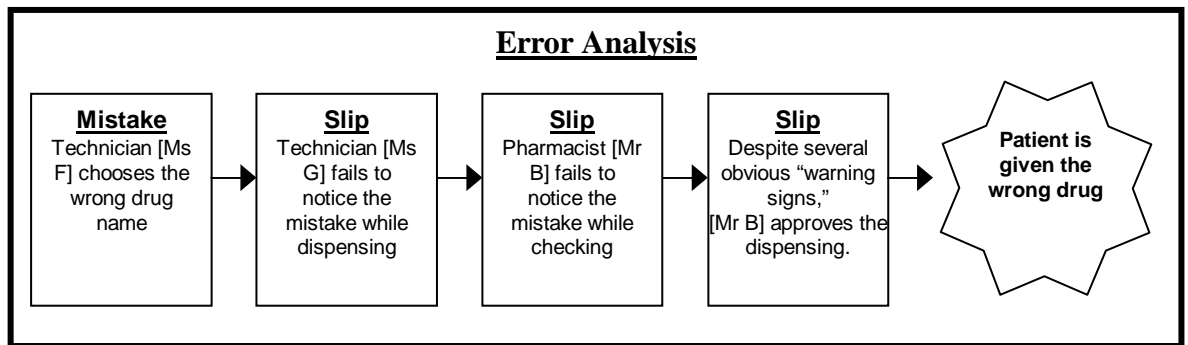 Error Analysis
Mistake
Technician [Ms
F] chooses the
wrong drug
name
Slip
Technician [Ms
G] fails to
notice the
mistake while
dispensing
Slip
Pharmacist [Mr
B] fails to
notice the
mistake while
checking
Slip
Despite several
obvious “warning
signs,”
[Mr B] approves the
dispensing.
Patient is
given the
wrong drug